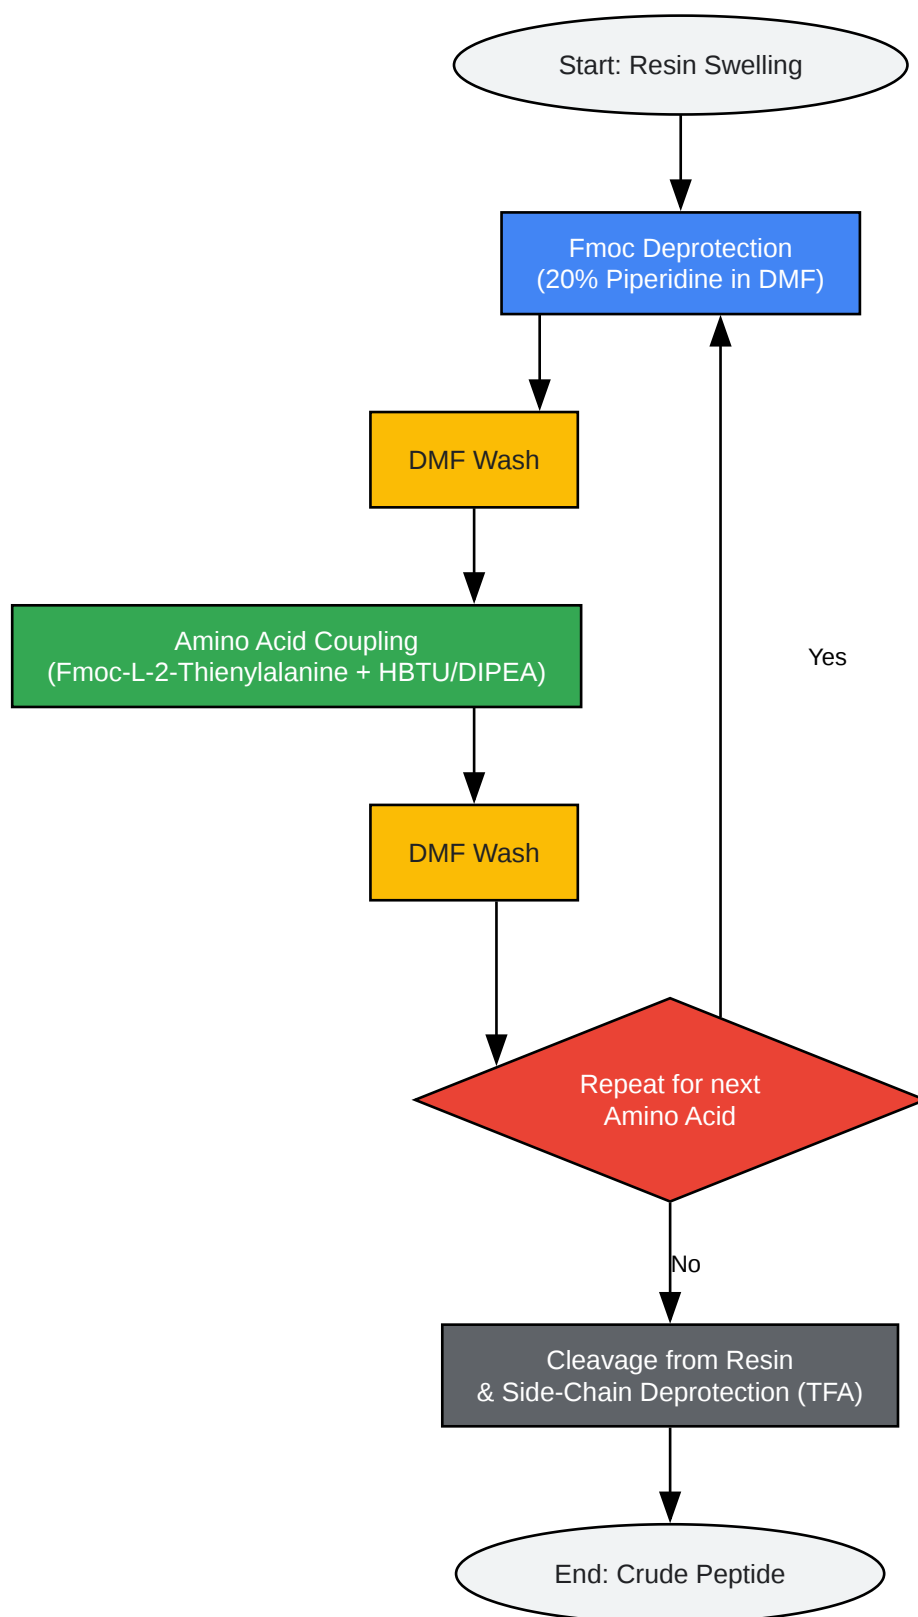 Start: Resin Swelling
Fmoc Deprotection
(20% Piperidine in DMF)
DMF Wash
Amino Acid Coupling
(Fmoc-L-2-Thienylalanine + HBTU/DIPEA)
Yes
DMF Wash
Repeat for next
Amino Acid
No
Cleavage from Resin
& Side-Chain Deprotection (TFA)
End: Crude Peptide